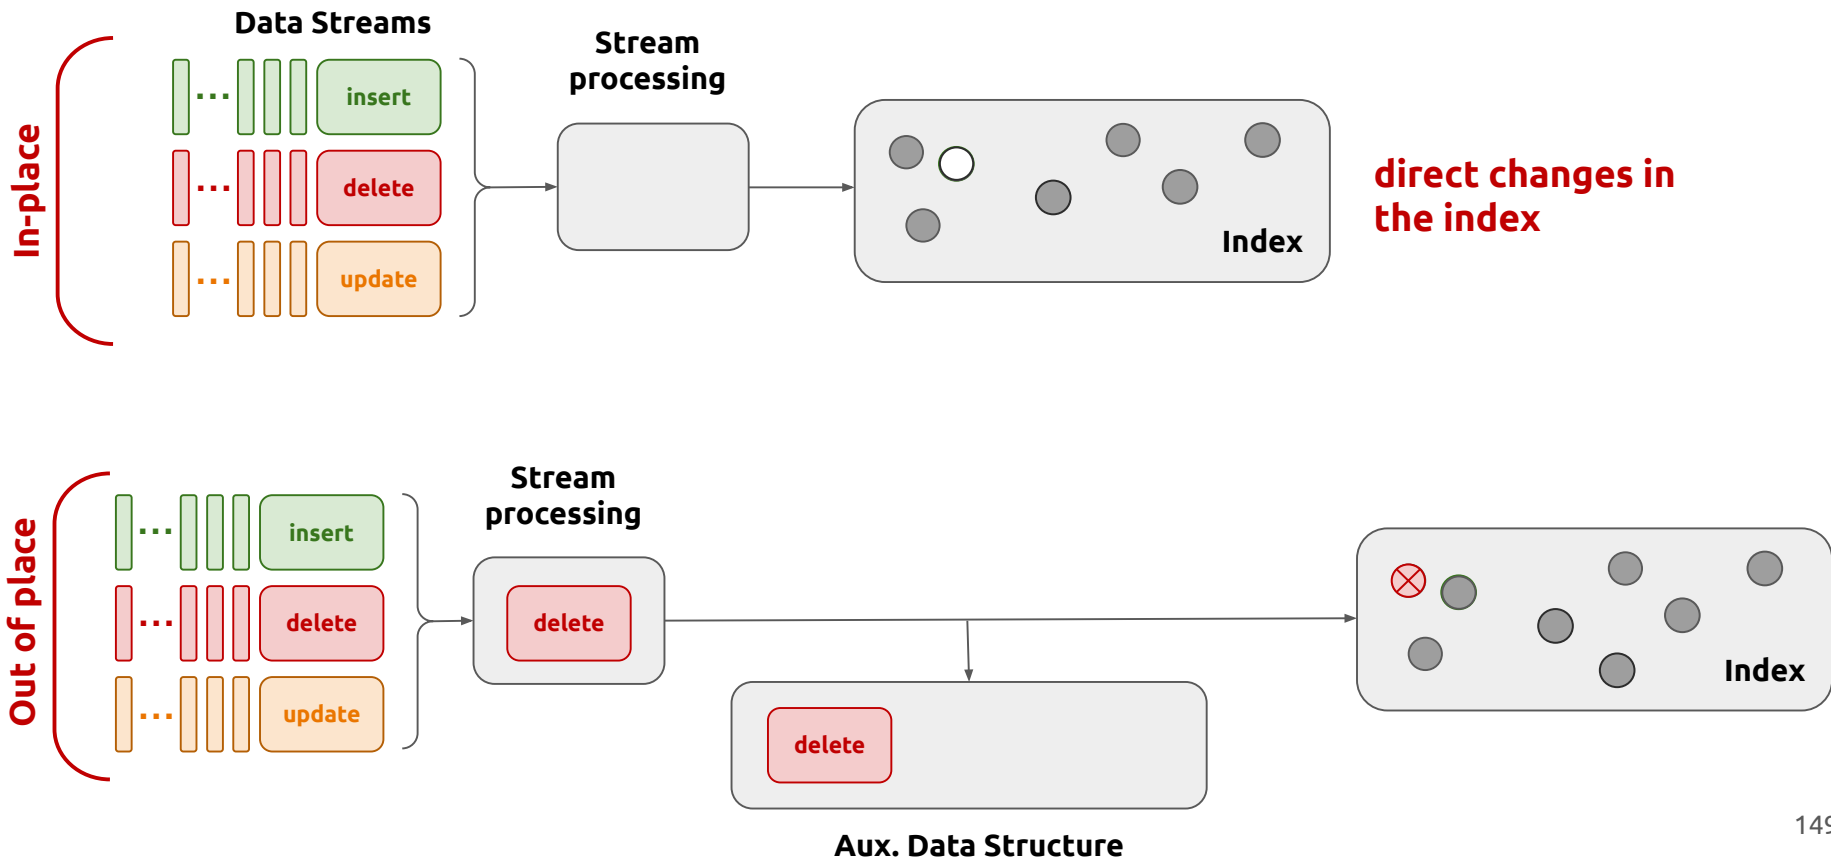 Data Streams
In-place
insert
delete
update
Stream
processing
Index
direct changes in
the index
Out of place
insert
delete
update
Stream
processing
delete
delete
Aux. Data Structure
Index
149